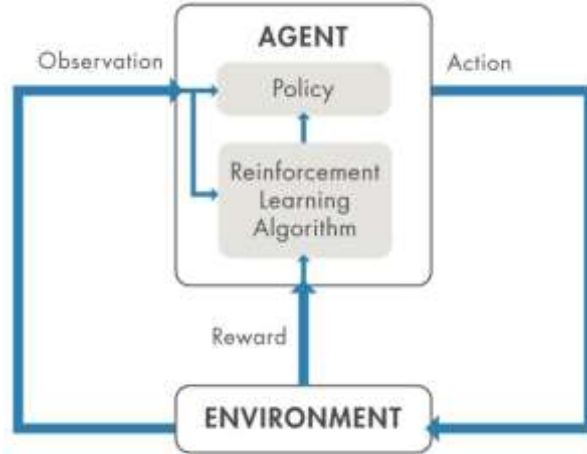 AGENT
Observation
Action
Policy
Reinforcement
Learning
Algorithm
Reward
ENVIRONMENT